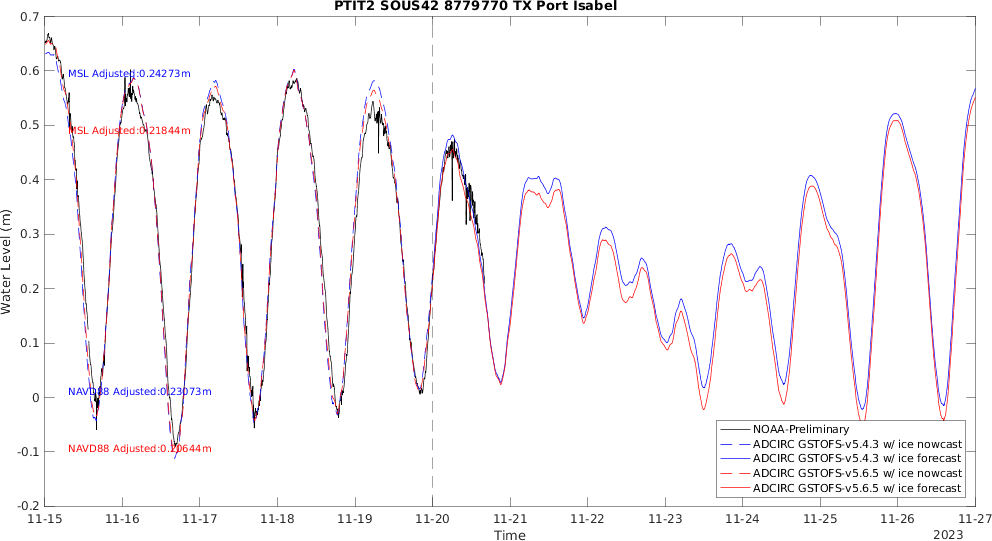 PTIT2 SOUS42 8779770 TX Port Isabel
0.7
0.6
0.5
0.4
0.3
0.2
0.1
0
-0.1
-0.2
Water Level (m)
MSL Adjusted:0.24273m
MSL Adjusted:0.21844m
NAVD88 Adjusted:0.23073m
NAVD88 Adjusted:0.20644m
NOAA-Preliminary
ADCIRC GSTOFS-v5.4.3 w/ ice nowcast
ADCIRC GSTOFS-v5.4.3 w/ ice forecast
ADCIRC GSTOFS-v5.6.5 w/ ice nowcast
ADCIRC GSTOFS-v5.6.5 w/ ice forecast
11-15 11-16 11-17 11-18 11-19 11-20 11-21 11-22 11-23 11-24 11-25 11-26 11-27
Time
2023